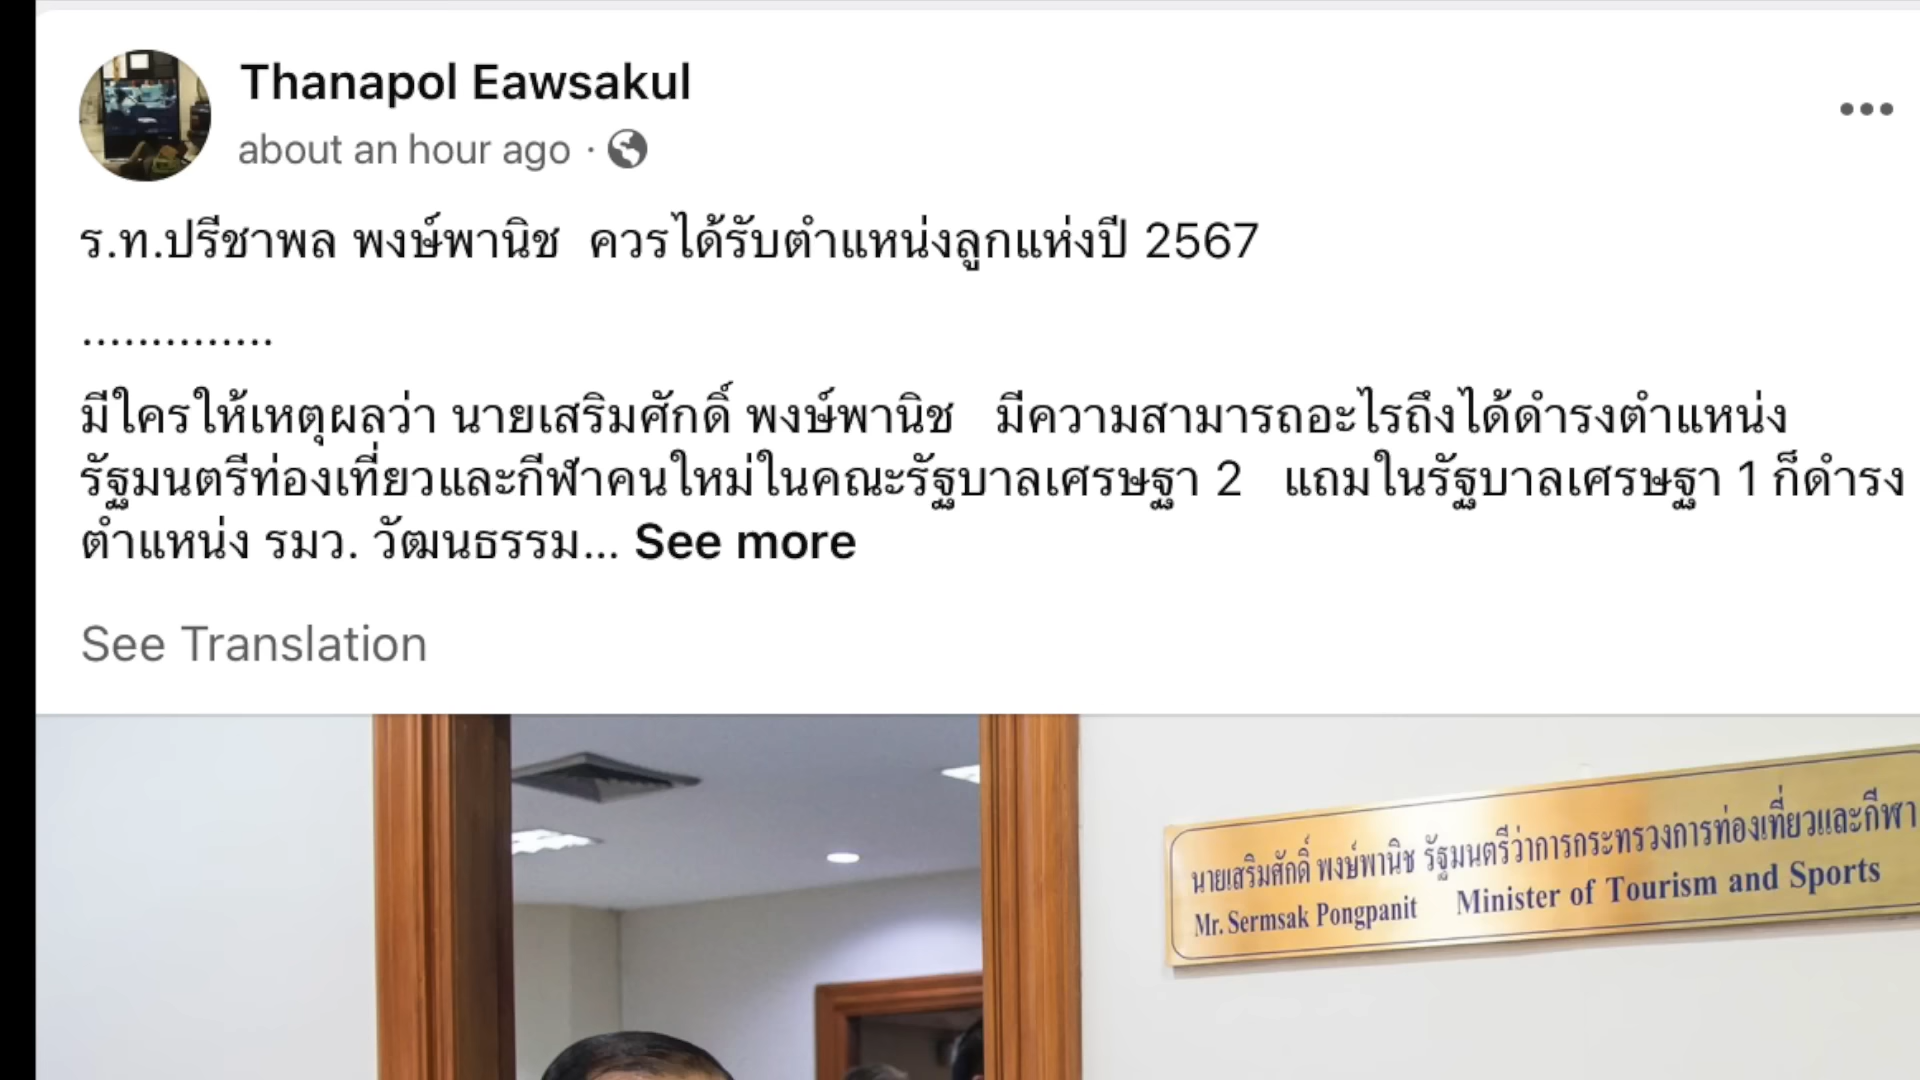 Thanapol Eawsakul
about an hour ago ·
ร.ท.ปรีชาพล พงษ์พานิช ควรได้รับตำแหน่งลูกแห่งปี 2567
..............
มีใครให้เหตุผลว่า นายเสริมศักดิ์ พงษ์พานิช มีความสามารถอะไรถึงได้ดำรงตำแหน่ง
รัฐมนตรีท่องเที่ยวและกีฬาคนใหม่ในคณะรัฐบาลเศรษฐา 2 แถมในรัฐบาลเศรษฐา 1 ก็ดำรง
ตำแหน่ง รมว. วัฒนธรรม... See more
See Translation
นายเสริมศักดิ์ พงษ์พานิช รัฐมนตรีว่าการกระทรวงการท่องเที่ยวและกีฬา
Mr. Sermsak Pongpanit Minister of Tourism and Sports